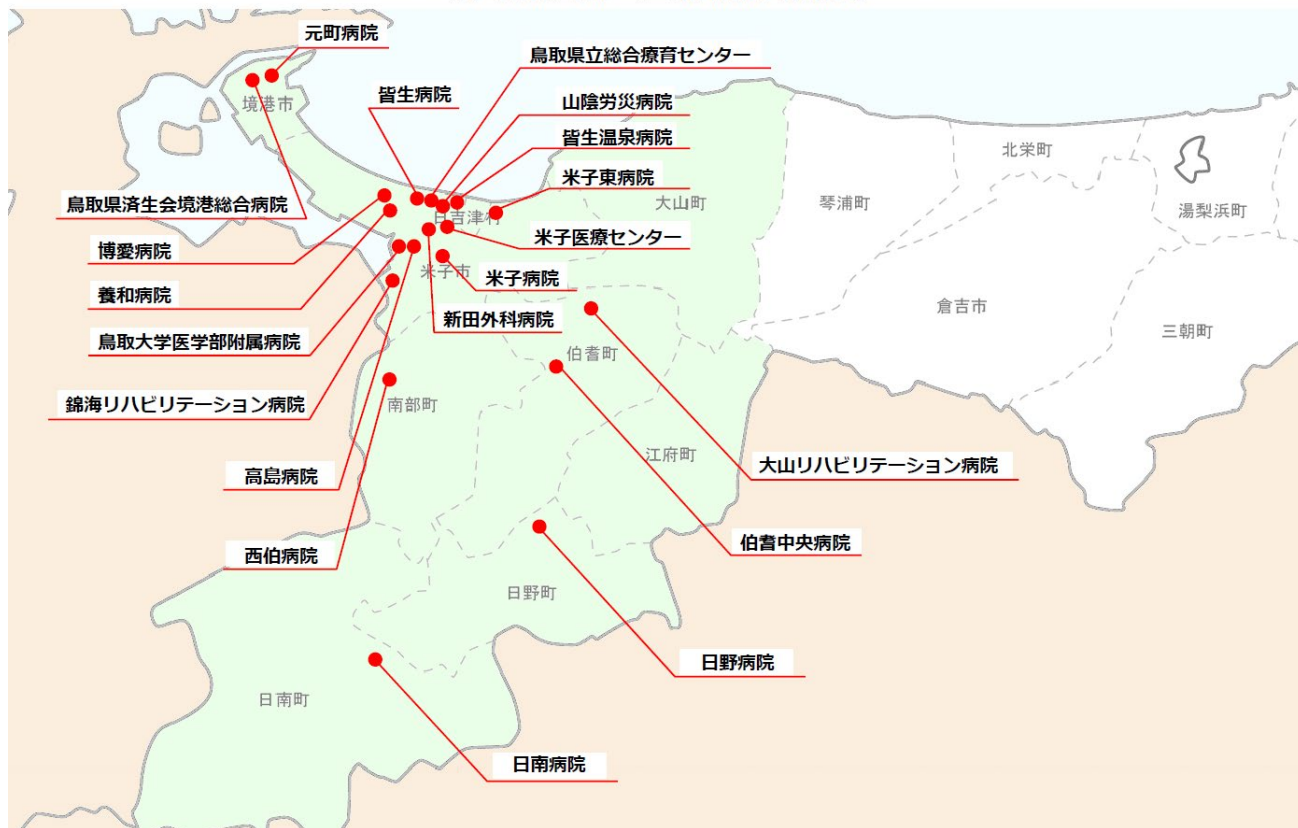 元町病院
鳥取県立総合療育センター
境港市
皆生病院
山陰労災病院
皆生温泉病院
北栄町
米子東病院
鳥取県済生会境港総合病院
大山町
琴浦町
湯梨浜町
日吉津村
米子医療センター
博愛病院
米子市
米子病院
養和病院
倉吉市
新田外科病院
三朝町
鳥取大学医学部附属病院
伯耆町
錦海リハビリテーション病院
南部町
江府町
大山リハビリテーション病院
高島病院
伯耆中央病院
西伯病院
日野町
日野病院
日南町
日南病院